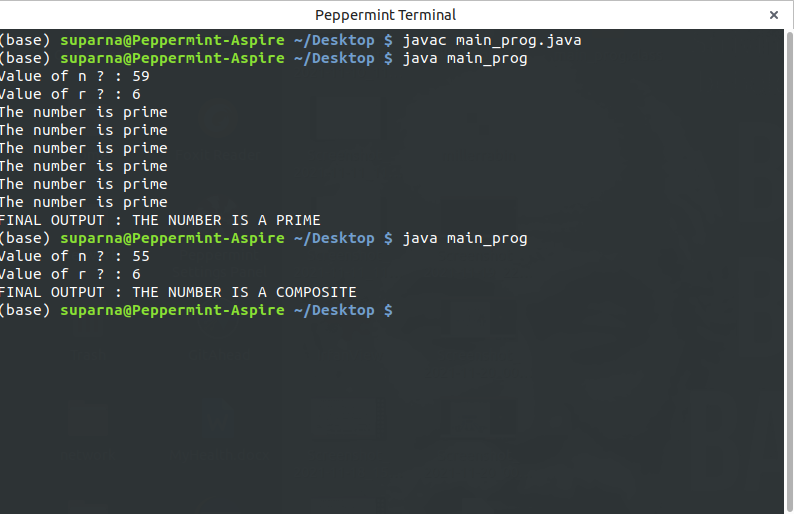 Peppermint Terminal ×
(base) suparna@Peppermint-Aspire ~/Desktop $ javac main_prog.java
(base) suparna@Peppermint-Aspire ~/Desktop $ java main_prog
Value of n ? : 59
Value of r ? : 6
The number is prime
The number is prime
The number is prime
The number is prime
The number is prime
The number is prime
FINAL OUTPUT : THE NUMBER IS A PRIME
(base) suparna@Peppermint-Aspire ~/Desktop $ java main_prog
Value of n ? : 55
Value of r ? : 6
FINAL OUTPUT : THE NUMBER IS A COMPOSITE
(base) suparna@Peppermint-Aspire ~/Desktop $